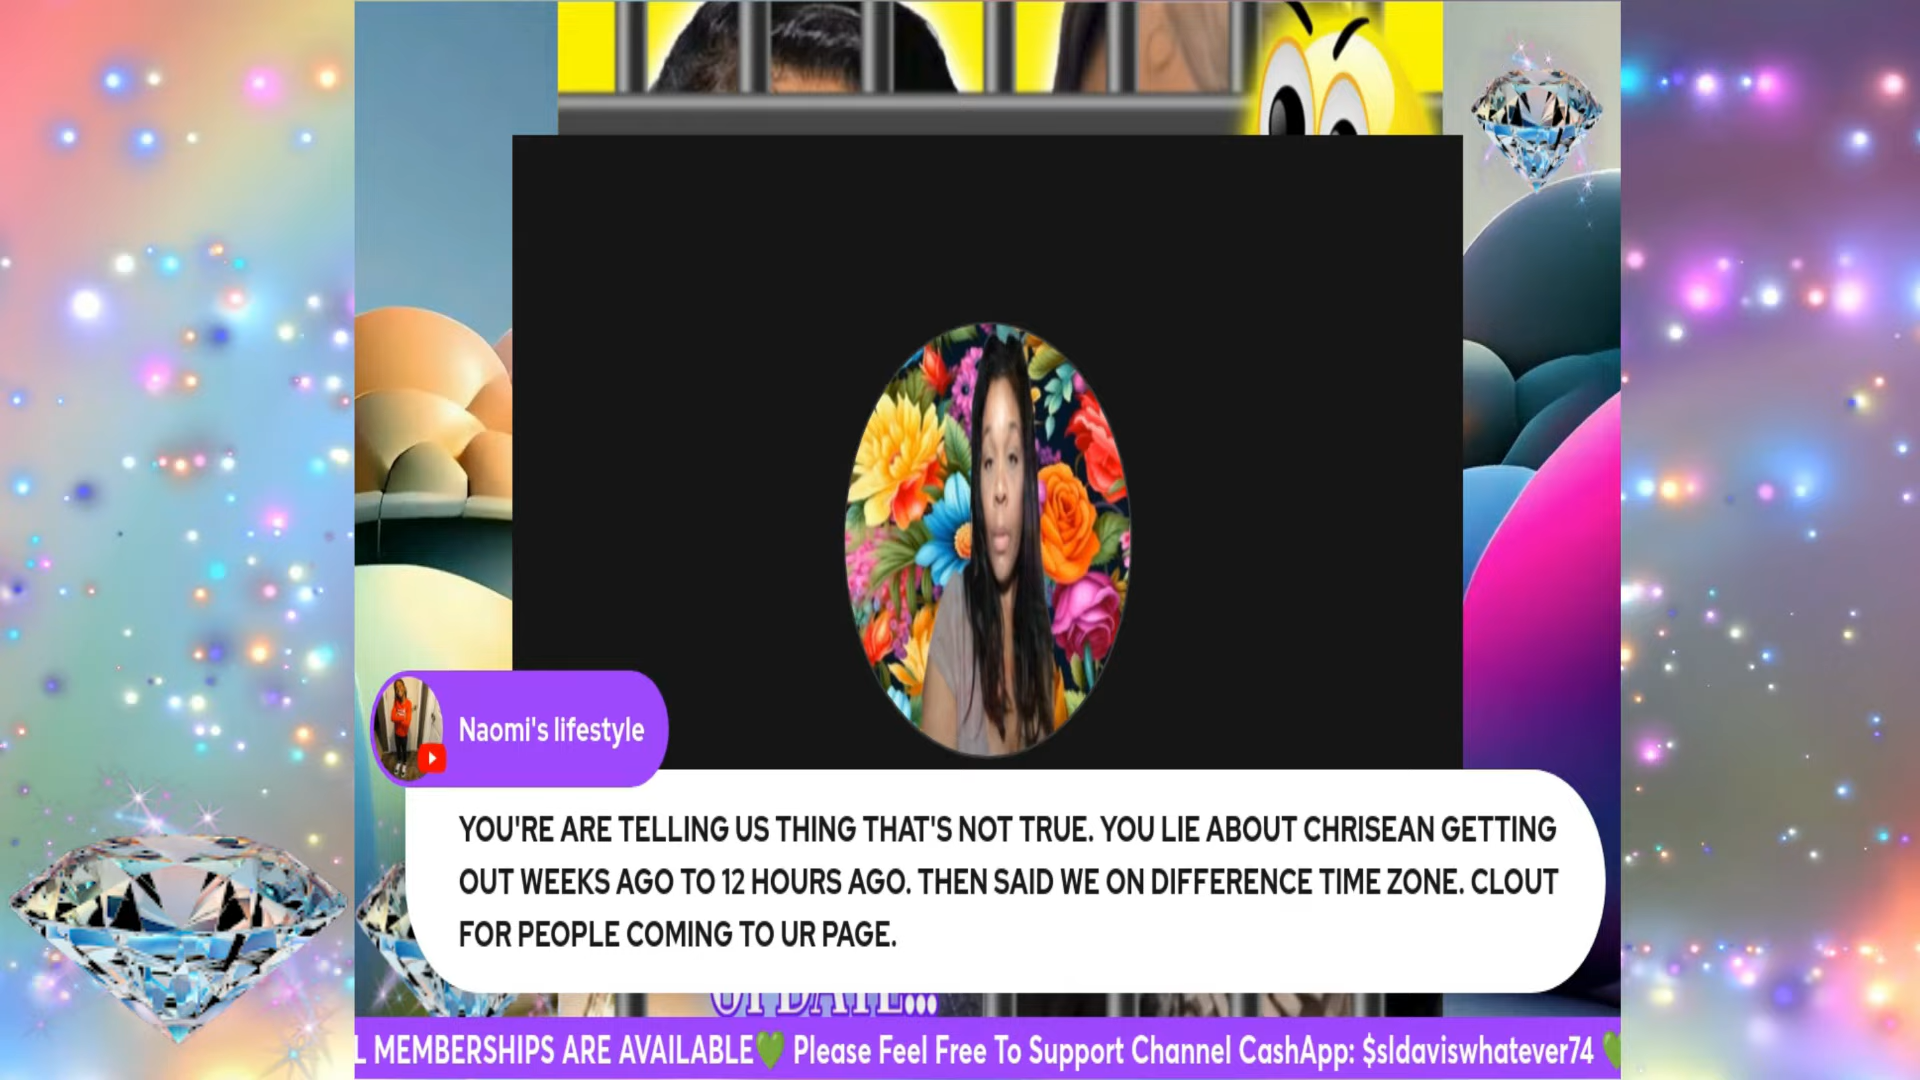 Naomi's lifestyle
YOU'RE ARE TELLING US THING THAT'S NOT TRUE. YOU LIE ABOUT CHRISEAN GETTING
OUT WEEKS AGO TO 12 HOURS AGO. THEN SAID WE ON DIFFERENCE TIME ZONE. CLOUT
FOR PEOPLE COMING TO UR PAGE.
UPDATE...
L MEMBERSHIPS ARE AVAILABLE💚 Please Feel Free To Support Channel CashApp: $sldaviswhatever74 💚